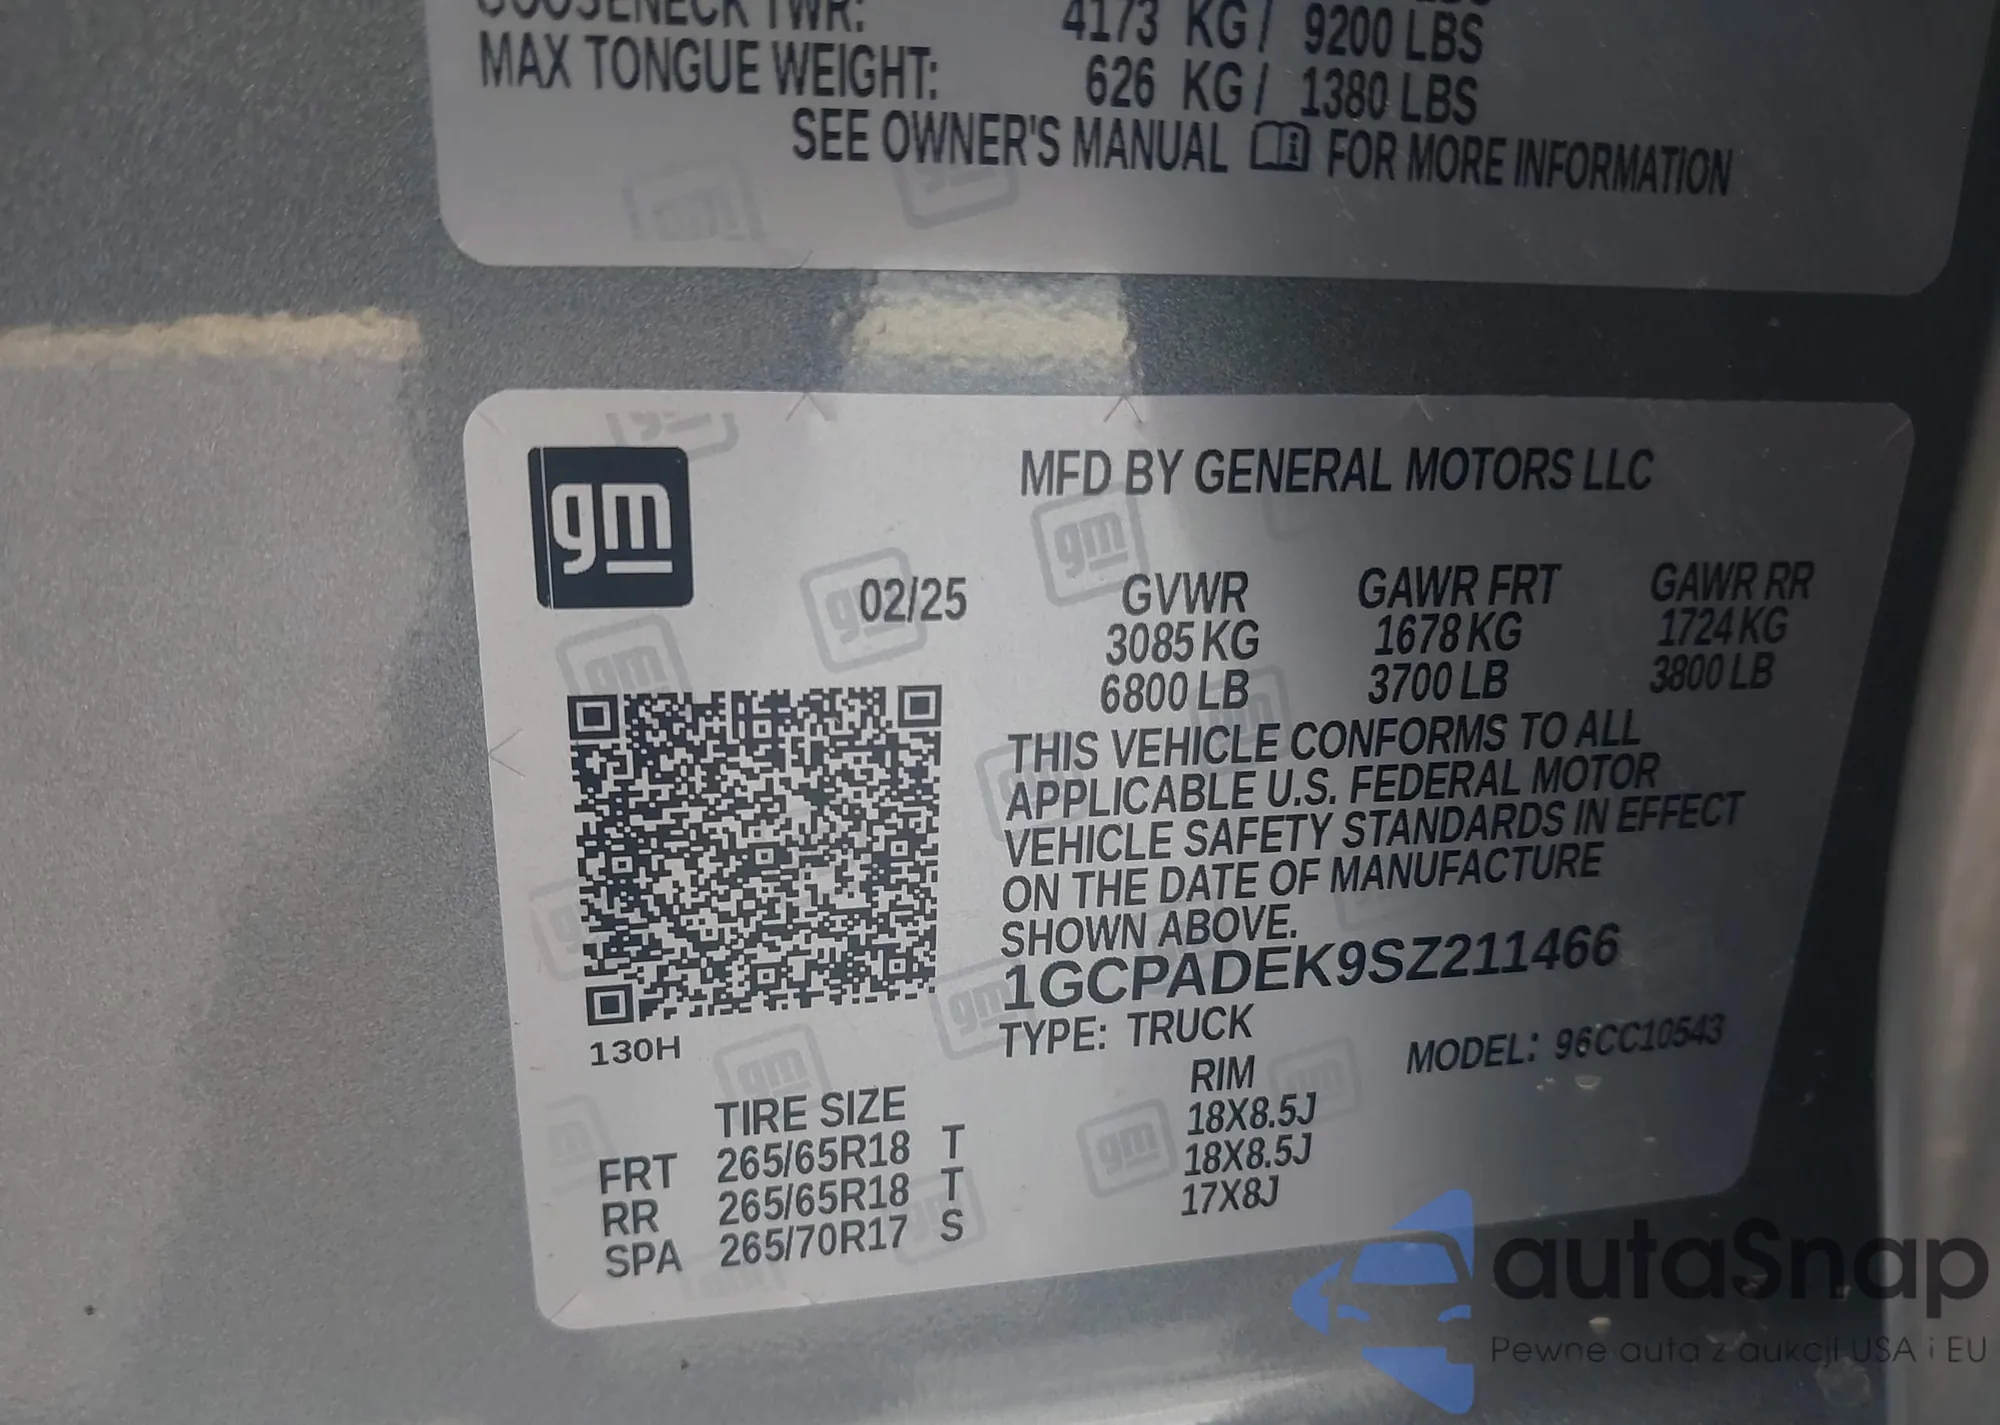 GOOSENECK TWR: 4173 KG / 9200 LBS
MAX TONGUE WEIGHT: 626 KG / 1380 LBS
SEE OWNER'S MANUAL FOR MORE INFORMATION
gm
MFD BY GENERAL MOTORS LLC
02/25 GVWR GAWR FRT GAWR RR
3085 KG 1678 KG 1724 KG
6800 LB 3700 LB 3800 LB
THIS VEHICLE CONFORMS TO ALL
APPLICABLE U.S. FEDERAL MOTOR
VEHICLE SAFETY STANDARDS IN EFFECT
ON THE DATE OF MANUFACTURE
SHOWN ABOVE.
1GCPADEK9SZ211466
TYPE: TRUCK MODEL: 96CC10543
130H
TIRE SIZE RIM
FRT 265/65R18 T 18X8.5J
RR 265/65R18 T 18X8.5J
SPA 265/70R17 S 17X8J
autaSnap
Pewne auta z aukcji USA i EU